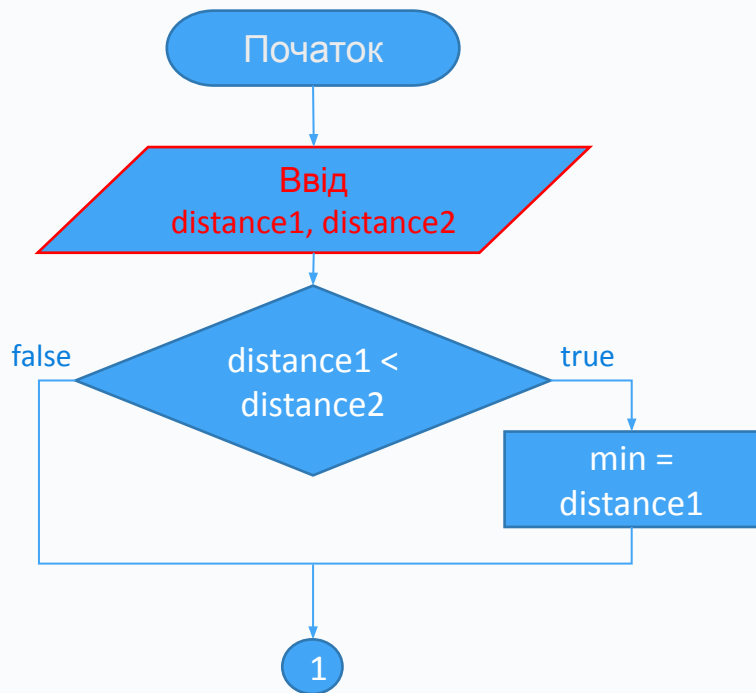 Початок
Ввід
distance1, distance2
false
distance1 <
distance2
true
min =
distance1
1